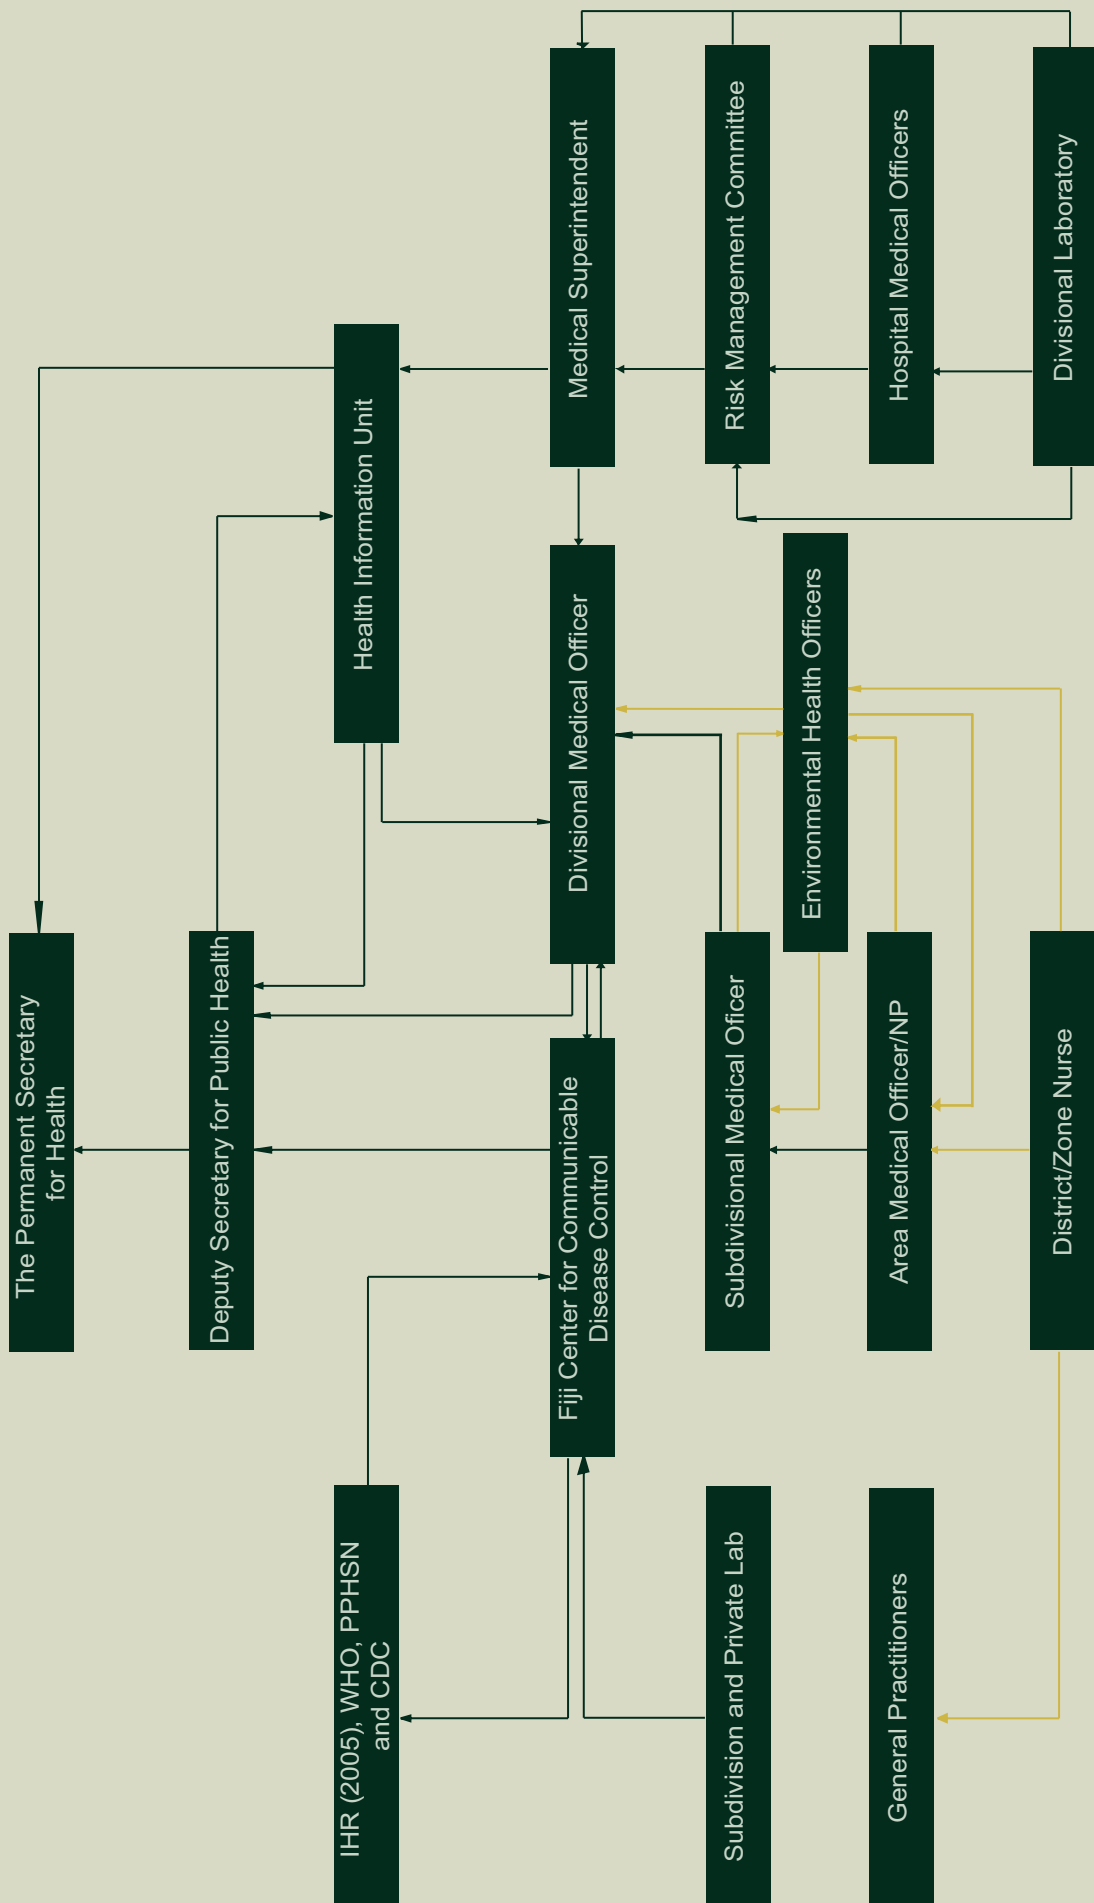 The Permanent Secretary
for Health
Deputy Secretary for Public Health
IHR (2005), WHO, PPHSN
and CDC
Health Information Unit
Fiji Center for Communicable
Disease Control
Divisional Medical Officer
Medical Superintendent
Subdivision and Private Lab
Subdivisional Medical Oficer
Risk Management Committee
Environmental Health Officers
General Practitioners
Area Medical Officer/NP
Hospital Medical Officers
District/Zone Nurse
Divisional Laboratory